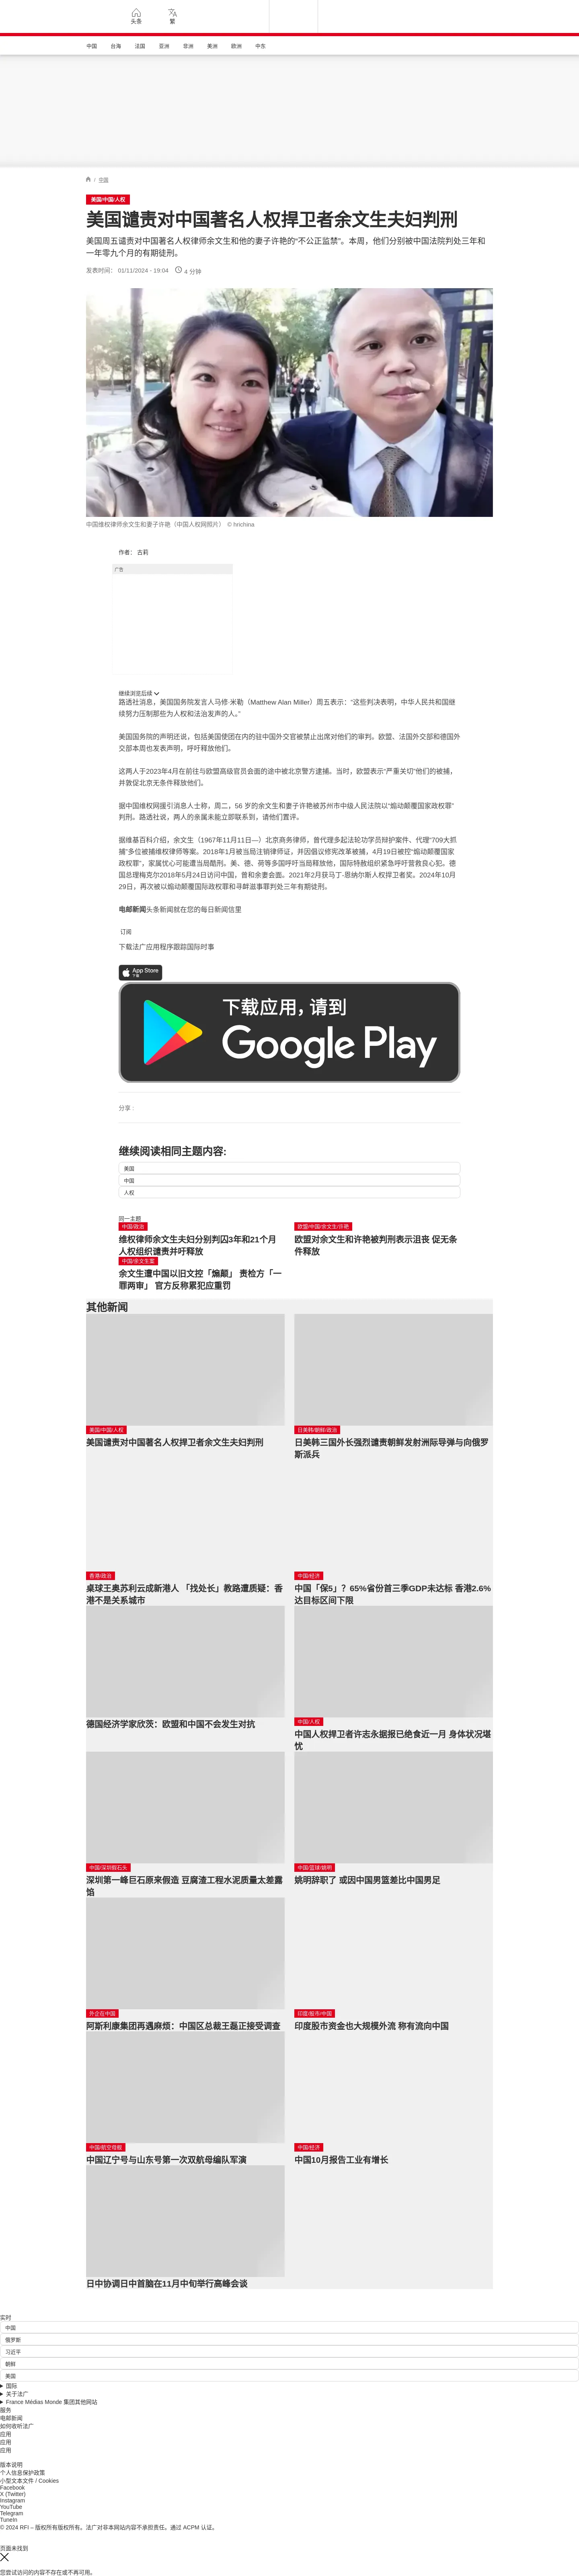 头条
繁
中国
台海
法国
亚洲
非洲
美洲
欧洲
中东
/ 中国
美国/中国/人权
美国谴责对中国著名人权捍卫者余文生夫妇判刑
美国周五谴责对中国著名人权律师余文生和他的妻子许艳的“不公正监禁”。本周，他们分别被中国法院判处三年和
一年零九个月的有期徒刑。
发表时间： 01/11/2024 - 19:04
4 分钟
中国维权律师余文生和妻子许艳（中国人权网照片） © hrichina
作者： 古莉
广告
继续浏览后续
路透社消息，美国国务院发言人马修·米勒（Matthew Alan Miller）周五表示：“这些判决表明，中华人民共和国继
续努力压制那些为人权和法治发声的人。”
美国国务院的声明还说，包括美国使团在内的驻中国外交官被禁止出席对他们的审判。欧盟、法国外交部和德国外
交部本周也发表声明，呼吁释放他们。
这两人于2023年4月在前往与欧盟高级官员会面的途中被北京警方逮捕。当时，欧盟表示“严重关切”他们的被捕，
并敦促北京无条件释放他们。
据中国维权网援引消息人士称，周二，56 岁的余文生和妻子许艳被苏州市中级人民法院以“煽动颠覆国家政权罪”
判刑。路透社说，两人的亲属未能立即联系到，请他们置评。
据维基百科介绍，余文生（1967年11月11日—）北京商务律师，曾代理多起法轮功学员辩护案件、代理“709大抓
捕”多位被捕维权律师等案。2018年1月被当局注销律师证，并因倡议修宪改革被捕，4月19日被控“煽动颠覆国家
政权罪”，家属忧心可能遭当局酷刑。美、德、荷等多国呼吁当局释放他，国际特赦组织紧急呼吁营救良心犯。德
国总理梅克尔2018年5月24日访问中国，曾和余妻会面。2021年2月获马丁-恩纳尔斯人权捍卫者奖。2024年10月
29日，再次被以煽动颠覆国际政权罪和寻衅滋事罪判处三年有期徒刑。
电邮新闻头条新闻就在您的每日新闻信里
订阅
下载法广应用程序跟踪国际时事
App Store
下载
下载应用，请到
Google Play
分享 :
继续阅读相同主题内容:
美国
中国
人权
同一主题
中国/政治
维权律师余文生夫妇分别判囚3年和21个月
人权组织谴责并吁释放
欧盟/中国/余文生/许艳
欧盟对余文生和许艳被判刑表示沮丧 促无条
件释放
中国/余文生案
余文生遭中国以旧文控「煽颠」 责检方「一
罪两审」 官方反称累犯应重罚
其他新闻
美国/中国/人权
美国谴责对中国著名人权捍卫者余文生夫妇判刑
日美韩/朝鲜/政治
日美韩三国外长强烈谴责朝鲜发射洲际导弹与向俄罗
斯派兵
香港/政治
桌球王奥苏利云成新港人 「找处长」教路遭质疑：香
港不是关系城市
中国/经济
中国「保5」？65%省份首三季GDP未达标 香港2.6%
达目标区间下限
德国经济学家欣茨：欧盟和中国不会发生对抗
中国/人权
中国人权捍卫者许志永据报已绝食近一月 身体状况堪
忧
中国/深圳假石头
深圳第一峰巨石原来假造 豆腐渣工程水泥质量太差露
馅
中国/篮球/姚明
姚明辞职了 或因中国男篮差比中国男足
外企在中国
阿斯利康集团再遇麻烦：中国区总裁王磊正接受调查
印度/股市/中国
印度股市资金也大规模外流 称有流向中国
中国/航空母舰
中国辽宁号与山东号第一次双航母编队军演
中国/经济
中国10月报告工业有增长
日中协调日中首脑在11月中旬举行高峰会谈
实时
中国
俄罗斯
习近平
朝鲜
美国
国际
关于法广
France Médias Monde 集团其他网站
服务
电邮新闻
如何收听法广
应用
应用
应用
版本说明
个人信息保护政策
小型文本文件 / Cookies
Facebook
X (Twitter)
Instagram
YouTube
Telegram
TuneIn
© 2024 RFI – 版权所有版权所有。法广对非本网站内容不承担责任。通过 ACPM 认证。
页面未找到
您尝试访问的内容不存在或不再可用。